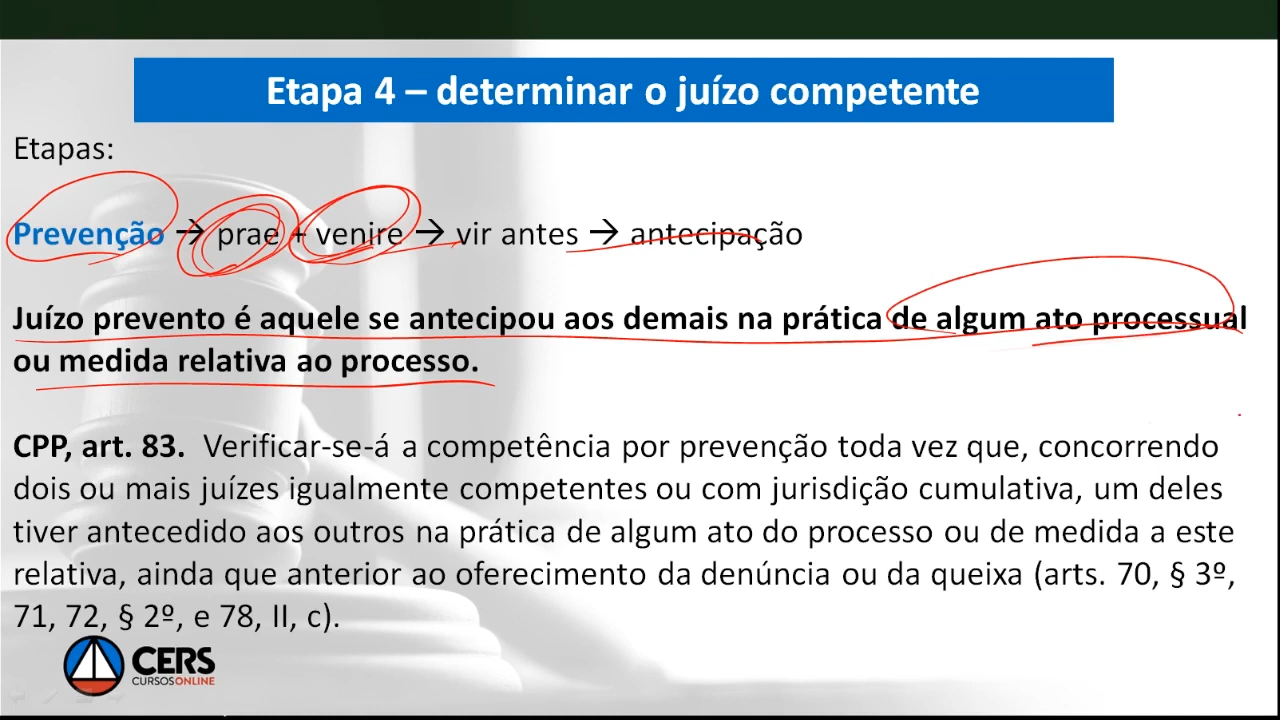 Etapa 4 – determinar o juízo competente
Etapas:
Prevenção → prae + venire → vir antes → antecipação
Juízo prevento é aquele se antecipou aos demais na prática de algum ato processual
ou medida relativa ao processo.
CPP, art. 83. Verificar-se-á a competência por prevenção toda vez que, concorrendo
dois ou mais juízes igualmente competentes ou com jurisdição cumulativa, um deles
tiver antecedido aos outros na prática de algum ato do processo ou de medida a este
relativa, ainda que anterior ao oferecimento da denúncia ou da queixa (arts. 70, § 3º,
71, 72, § 2º, e 78, II, c).
CERS
CURSOS ONLINE